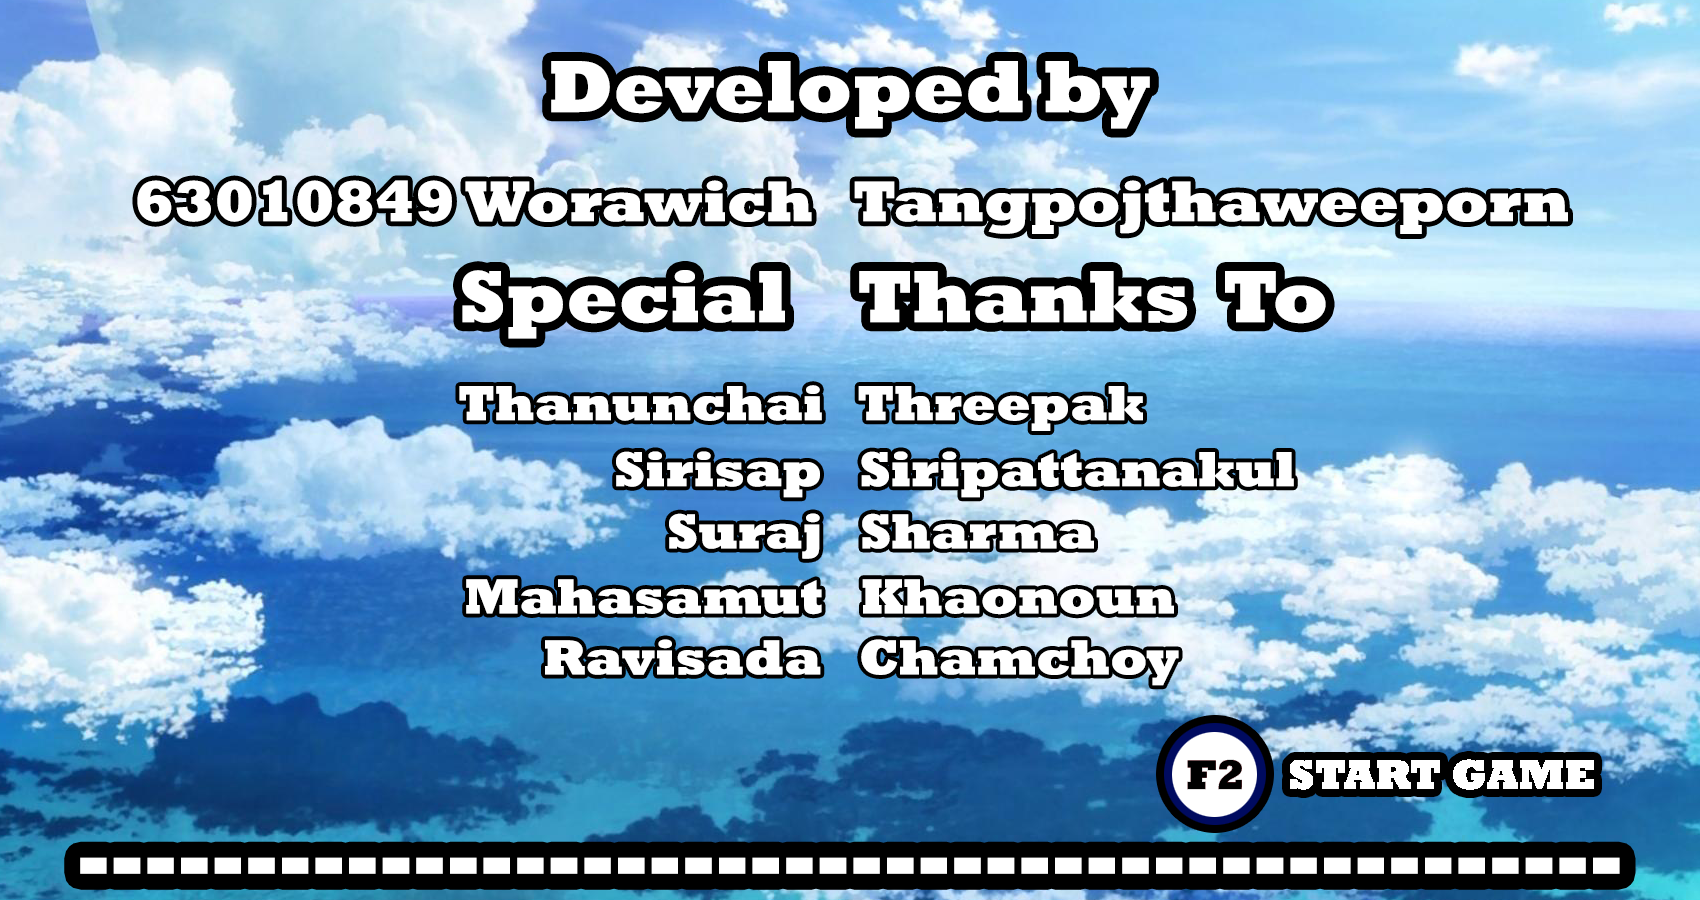 Developed by
63010849 Worawich Tangpojthaweeporn
Special Thanks To
Thanunchai Threepak
Sirisap Siripattanakul
Suraj Sharma
Mahasamut Khaonoun
Ravisada Chamchoy
F2 START GAME